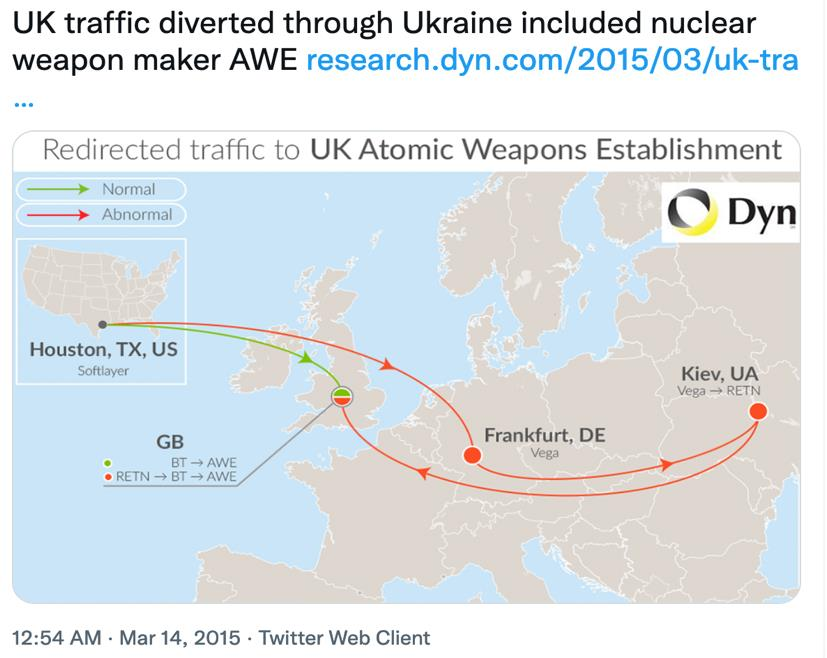 UK traffic diverted through Ukraine included nuclear
weapon maker AWE research.dyn.com/2015/03/uk-tra
...
Redirected traffic to UK Atomic Weapons Establishment
Normal
Abnormal
Dyn
Houston, TX, US
Softlayer
Kiev, UA
Vega → RETN
Frankfurt, DE
Vega
GB
BT → AWE
RETN → BT → AWE
12:54 AM · Mar 14, 2015 · Twitter Web Client